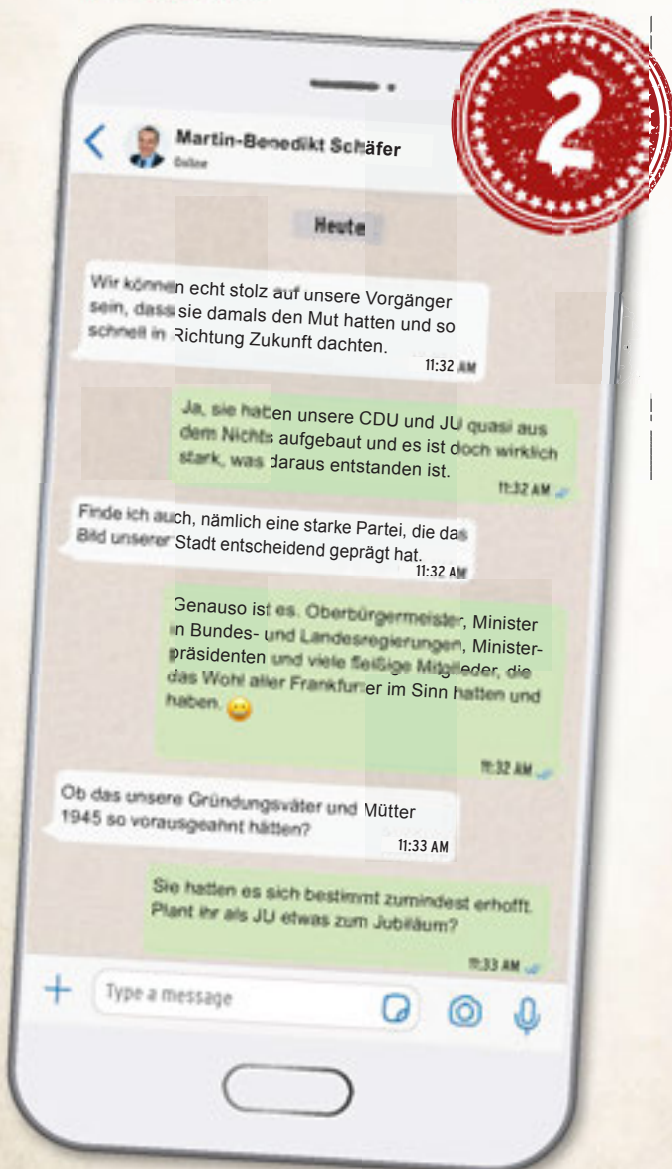 2
Martin-Benedikt Schäfer
Online
Heute
Wir können echt stolz auf unsere Vorgänger
sein, dass sie damals den Mut hatten und so
schnell in Richtung Zukunft dachten.
11:32 AM
Ja, sie haben unsere CDU und JU quasi aus
dem Nichts aufgebaut und es ist doch wirklich
stark, was daraus entstanden ist.
11:32 AM
Finde ich auch, nämlich eine starke Partei, die das
Bild unserer Stadt entscheidend geprägt hat.
11:32 AM
Genauso ist es. Oberbürgermeister, Minister
in Bundes- und Landesregierungen, Minister-
präsidenten und viele fleißige Mitglieder, die
das Wohl aller Frankfurter im Sinn hatten und
haben. 😀
11:32 AM
Ob das unsere Gründungsväter und Mütter
1945 so vorausgeahnt hätten?
11:33 AM
Sie hatten es sich bestimmt zumindest erhofft.
Plant ihr als JU etwas zum Jubiläum?
11:33 AM
Type a message